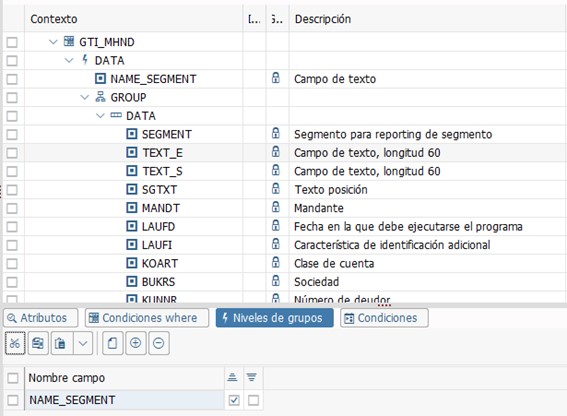 Contexto I... G... Descripción
GTI_MHND
DATA
NAME_SEGMENT Campo de texto
GROUP
DATA
SEGMENT Segmento para reporting de segmento
TEXT_E Campo de texto, longitud 60
TEXT_S Campo de texto, longitud 60
SGTXT Texto posición
MANDT Mandante
LAUFD Fecha en la que debe ejecutarse el programa
LAUFI Característica de identificación adicional
KOART Clase de cuenta
BUKRS Sociedad
KUNNR Número de deudor
Atributos Condiciones where Niveles de grupos Condiciones
Nombre campo
NAME_SEGMENT